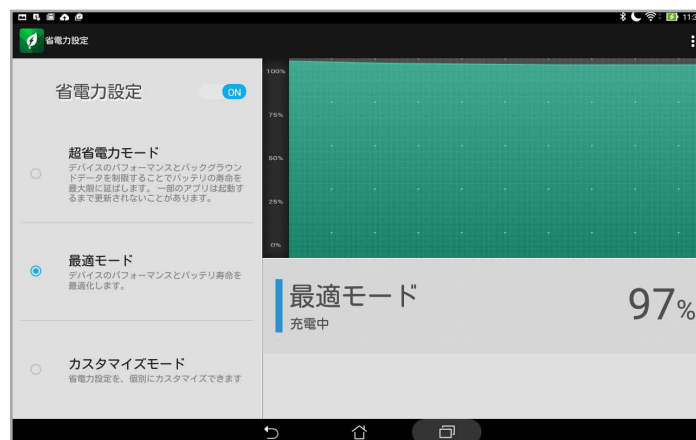 11:3
省電力設定
省電力設定
ON
超省電力モード
デバイスのパフォーマンスとバックグラウン
ドデータを制限することでバッテリの寿命を
最大限に延ばします。一部のアプリは起動す
るまで更新されないことがあります。
最適モード
デバイスのパフォーマンスとバッテリ寿命を
最適化します。
カスタマイズモード
省電力設定を、個別にカスタマイズできます
100%
75%
50%
25%
0%
最適モード
充電中
97%